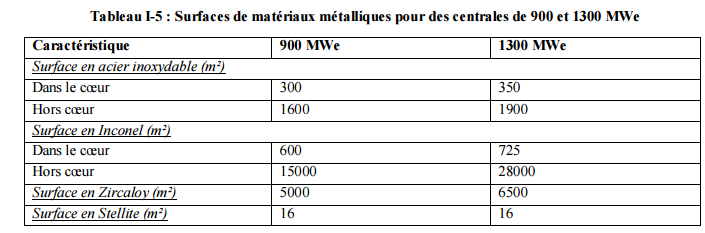 Tableau I-5 : Surfaces de matériaux métalliques pour des centrales de 900 et 1300 MWe
Caractéristique 900 MWe 1300 MWe
Surface en acier inoxydable (m²)
Dans le cœur 300 350
Hors cœur 1600 1900
Surface en Inconel (m²)
Dans le cœur 600 725
Hors cœur 15000 28000
Surface en Zircaloy (m²) 5000 6500
Surface en Stellite (m²) 16 16